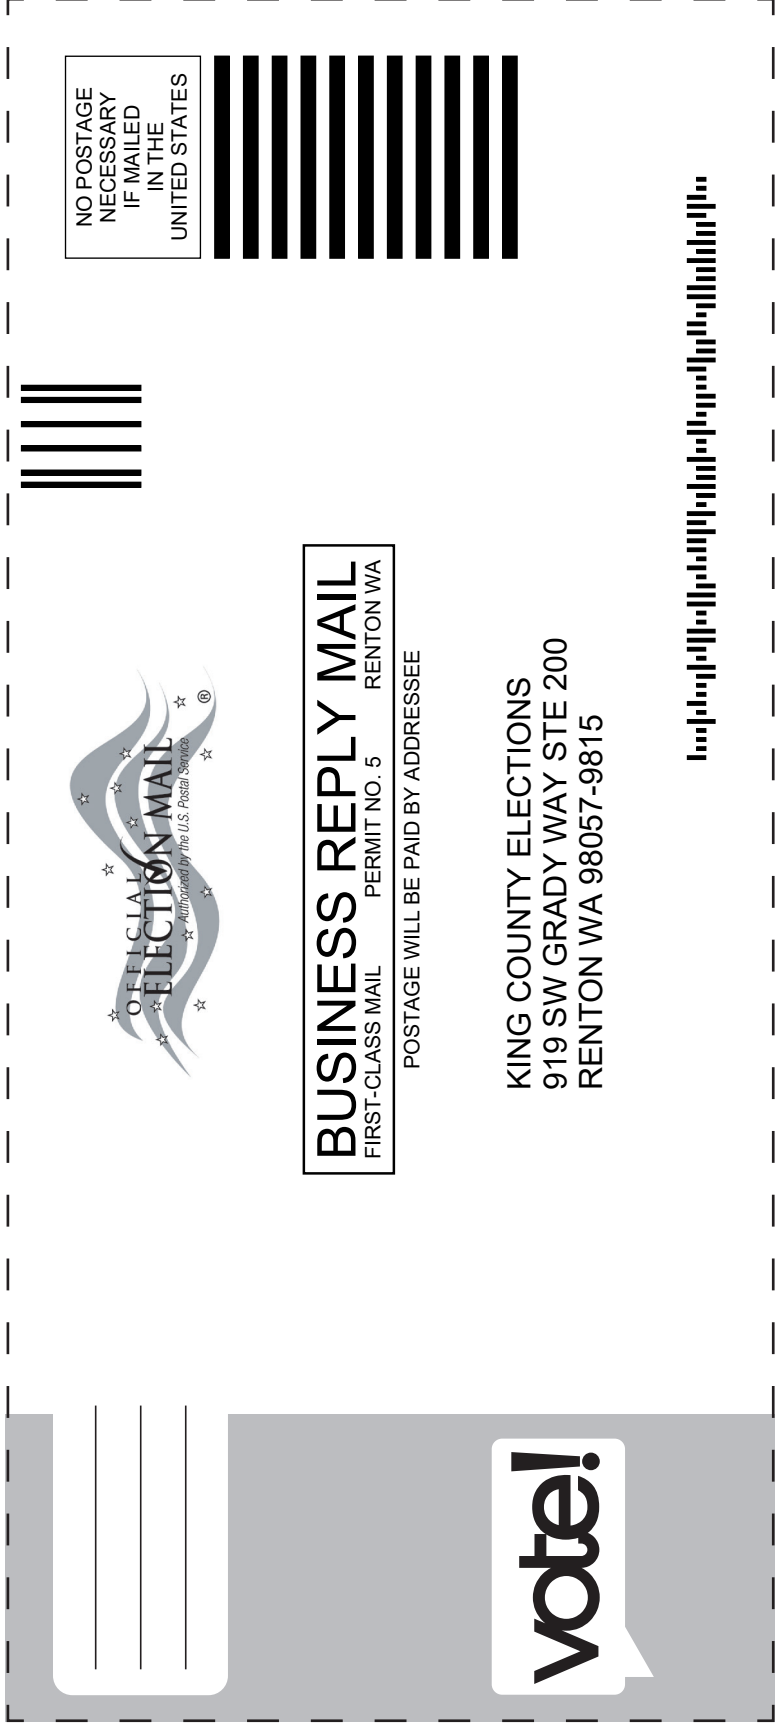 NO POSTAGE
NECESSARY
IF MAILED
IN THE
UNITED STATES
OFFICIAL
ELECTION MAIL
Authorized by the U.S. Postal Service
®
BUSINESS REPLY MAIL
FIRST-CLASS MAIL PERMIT NO. 5 RENTON WA
POSTAGE WILL BE PAID BY ADDRESSEE
KING COUNTY ELECTIONS
919 SW GRADY WAY STE 200
RENTON WA 98057-9815
vote!